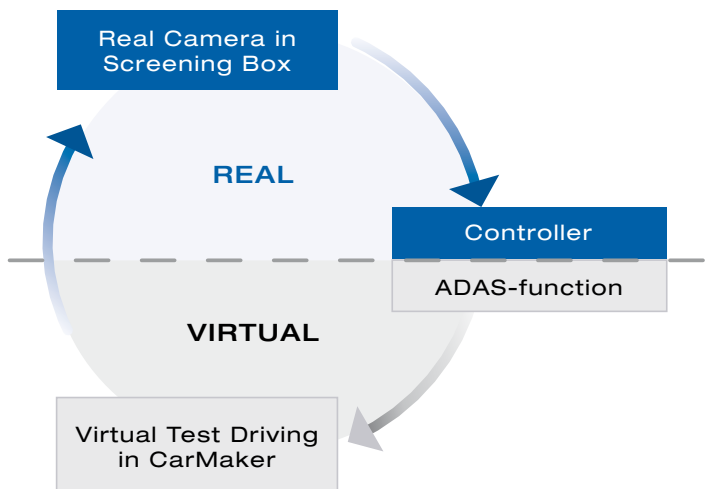 Real Camera in
Screening Box
REAL
Controller
ADAS-function
VIRTUAL
Virtual Test Driving
in CarMaker